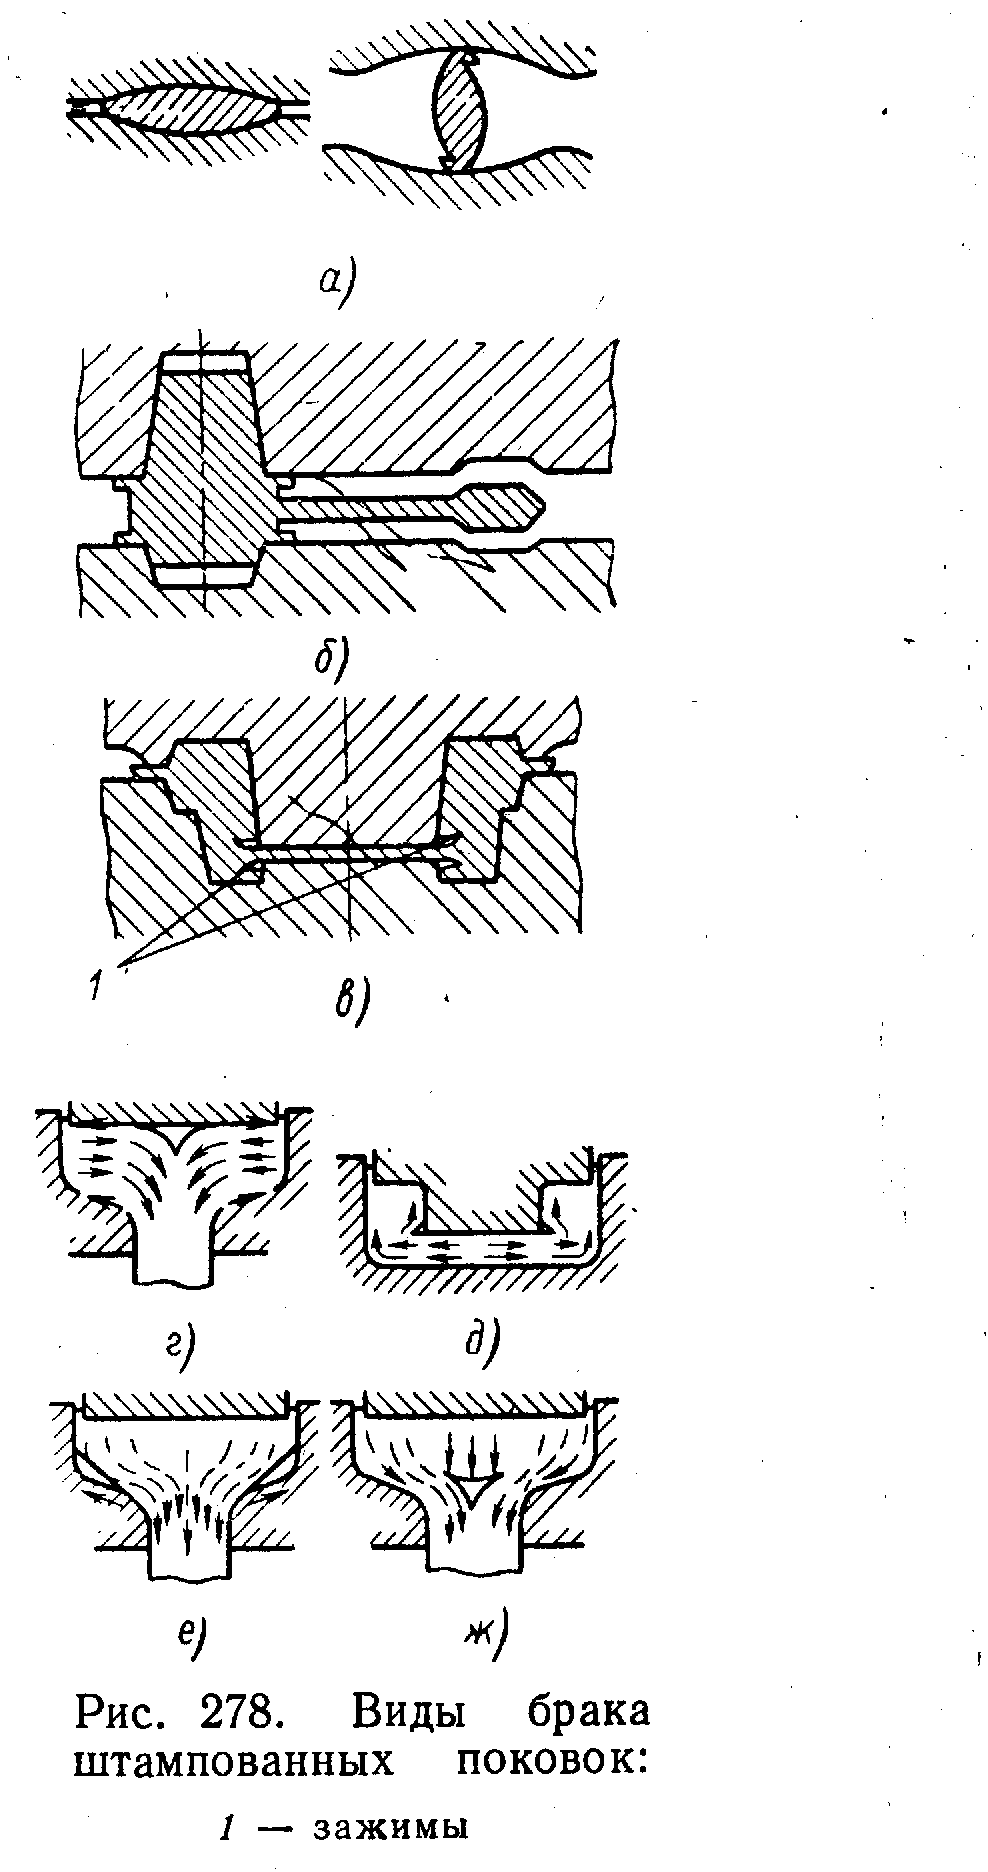 а)
б)
1
в)
г)
д)
е)
ж)
Рис. 278. Виды брака
штампованных поковок:
1 — зажимы